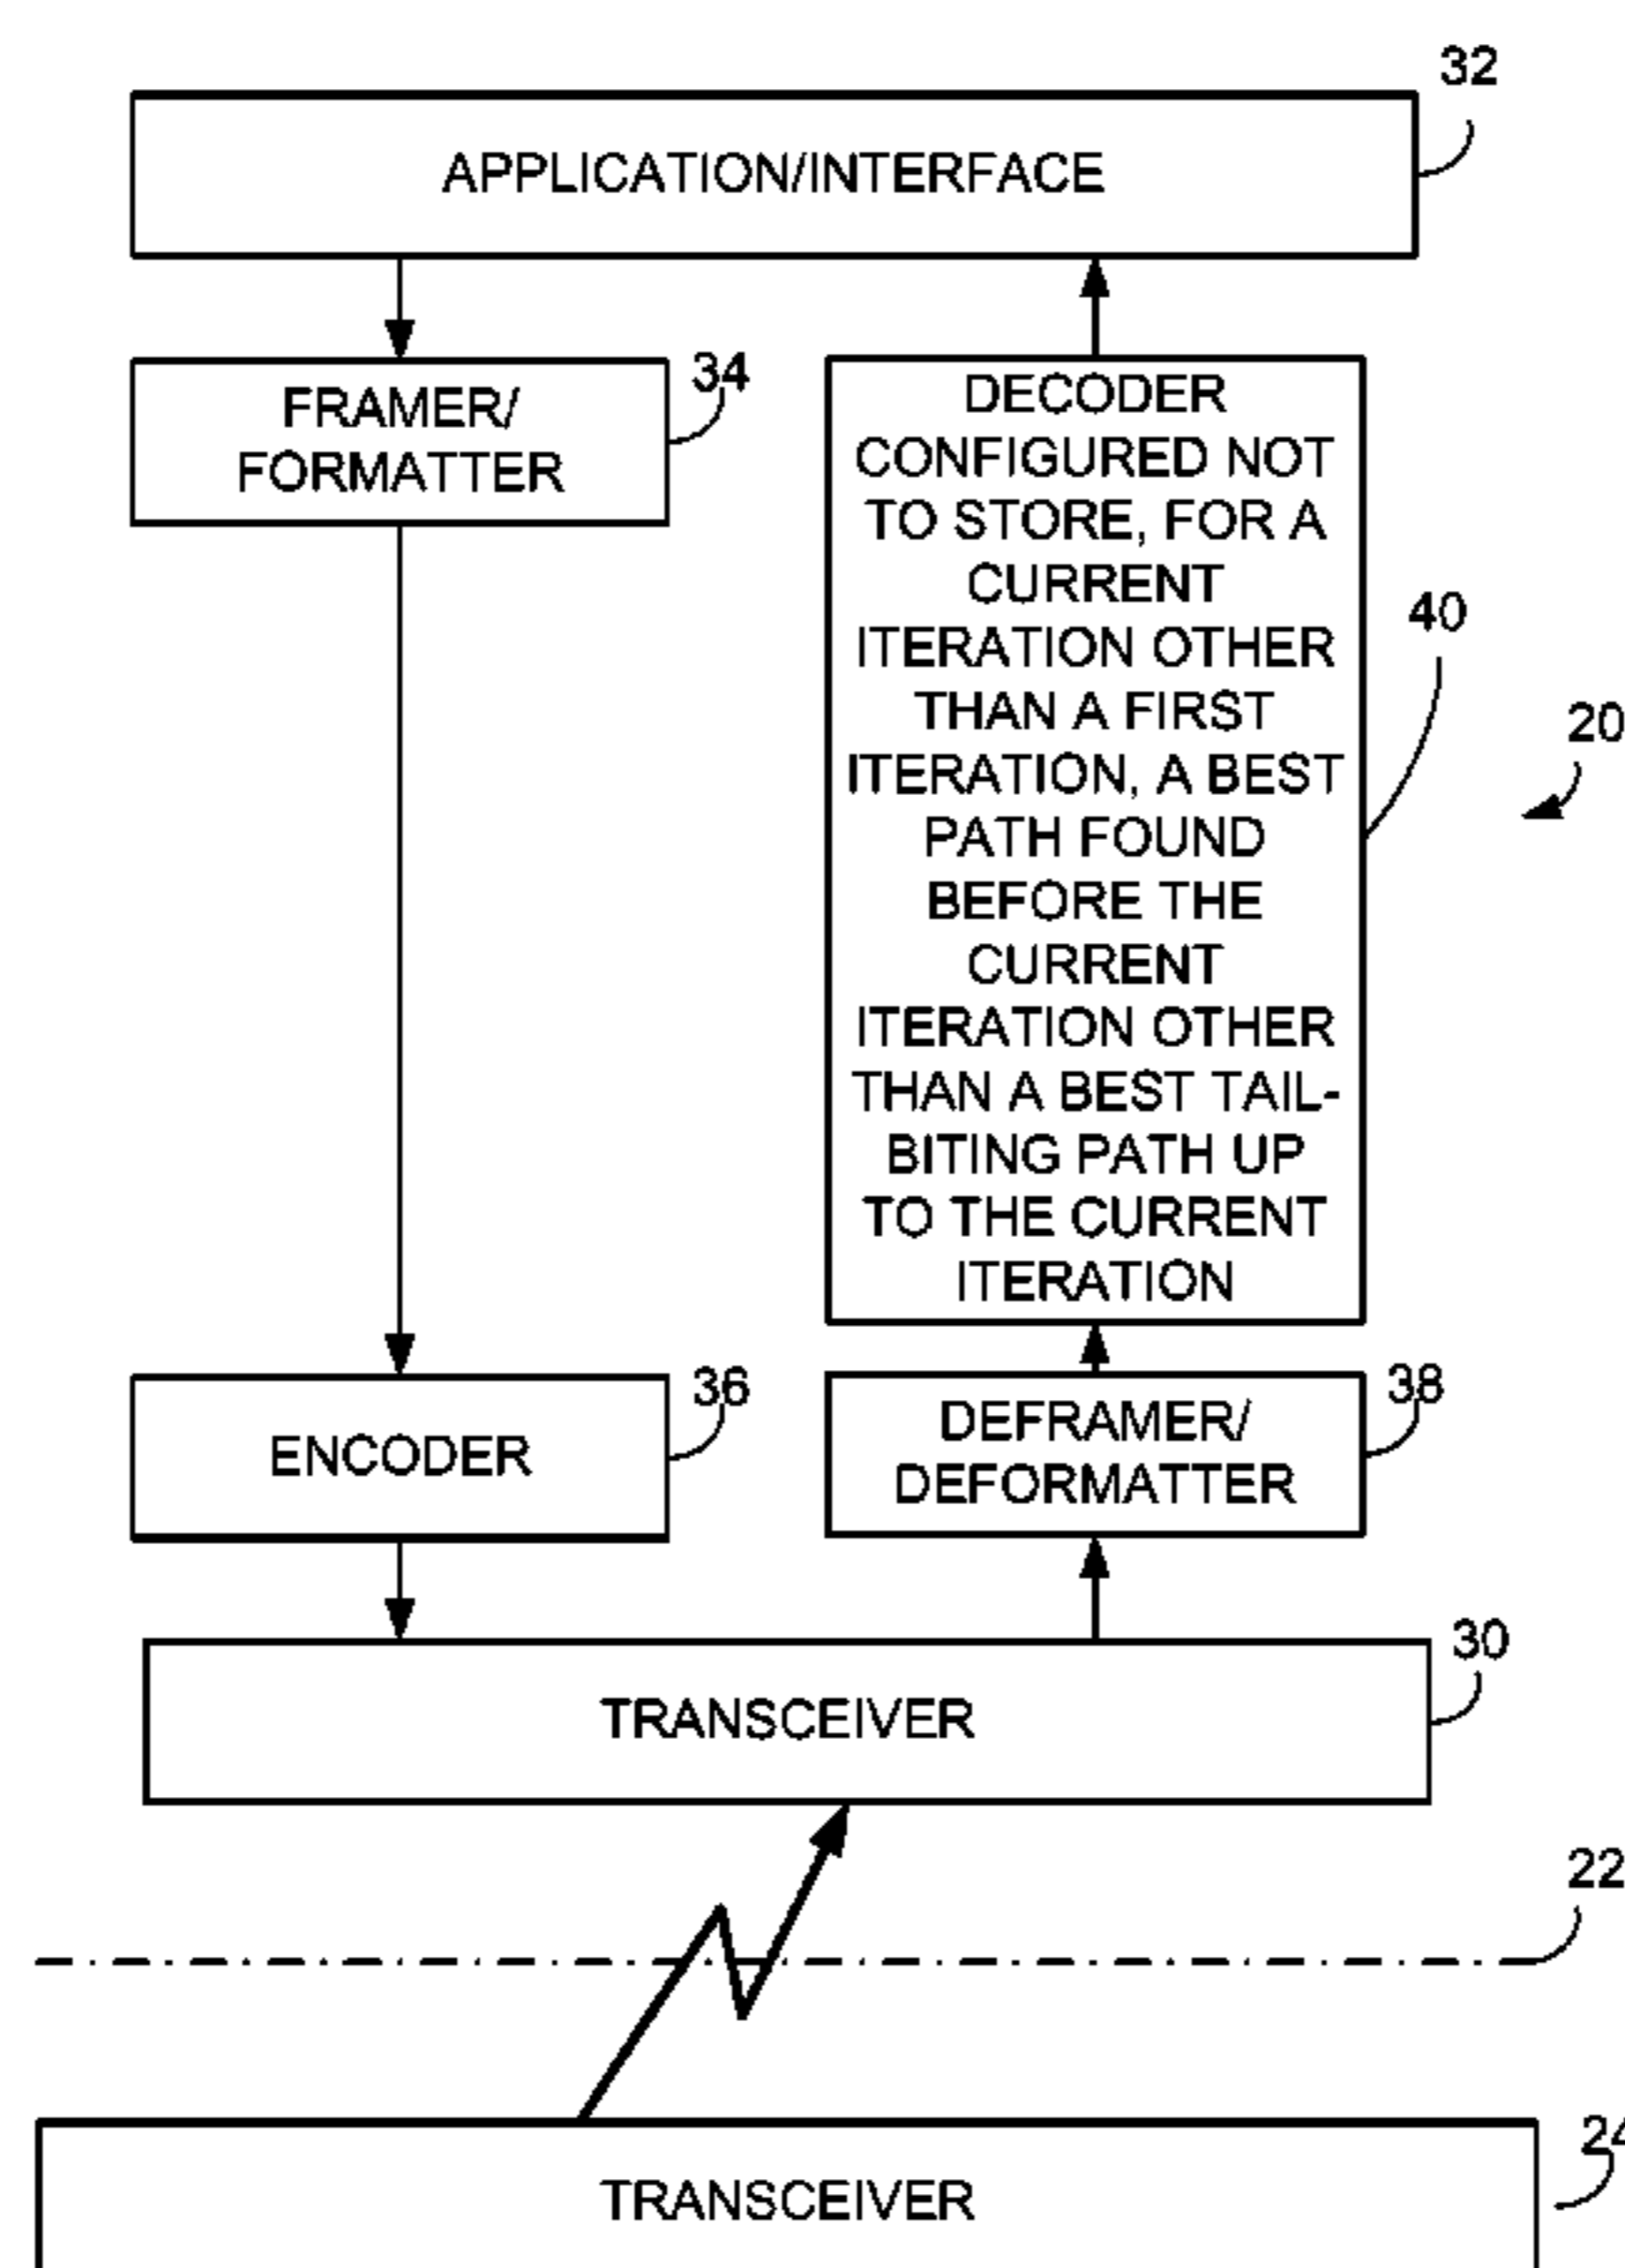 32
APPLICATION/INTERFACE
34
FRAMER/
FORMATTER
DECODER
CONFIGURED NOT
TO STORE, FOR A
CURRENT
ITERATION OTHER
THAN A FIRST
ITERATION, A BEST
PATH FOUND
BEFORE THE
CURRENT
ITERATION OTHER
THAN A BEST TAIL-
BITING PATH UP
TO THE CURRENT
ITERATION
40
20
36
ENCODER
38
DEFRAMER/
DEFORMATTER
30
TRANSCEIVER
22
24
TRANSCEIVER